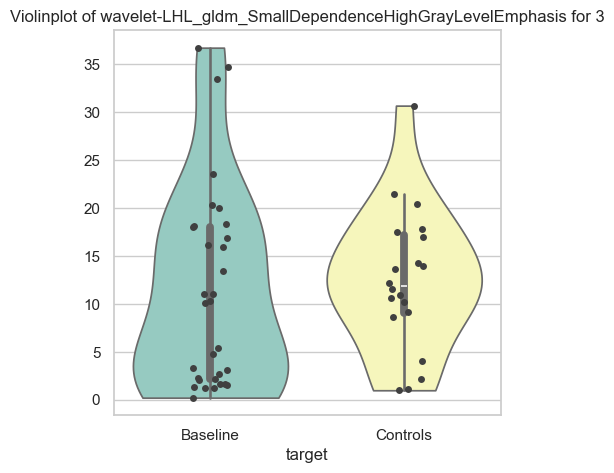 Violinplot of wavelet-LHL_gldm_SmallDependenceHighGrayLevelEmphasis for 3
35
30
25
20
15
10
5
0
Baseline Controls
target